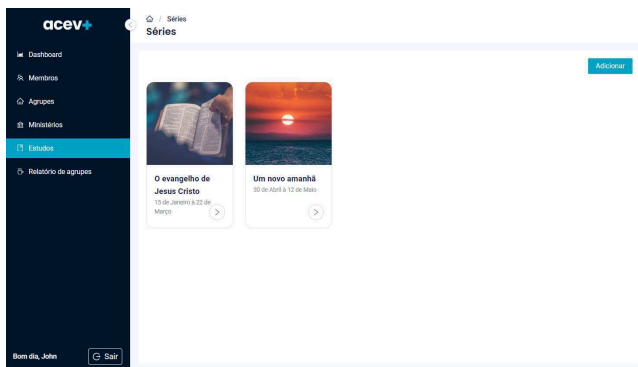 acev+
/ Séries
Séries
Dashboard
Membros
Agrupes
Ministérios
Estudos
Relatório de agrupes
Adicionar
O evangelho de
Jesus Cristo
15 de Janeiro à 22 de
Março
Um novo amanhã
30 de Abril à 12 de Maio
Bom dia, John
Sair